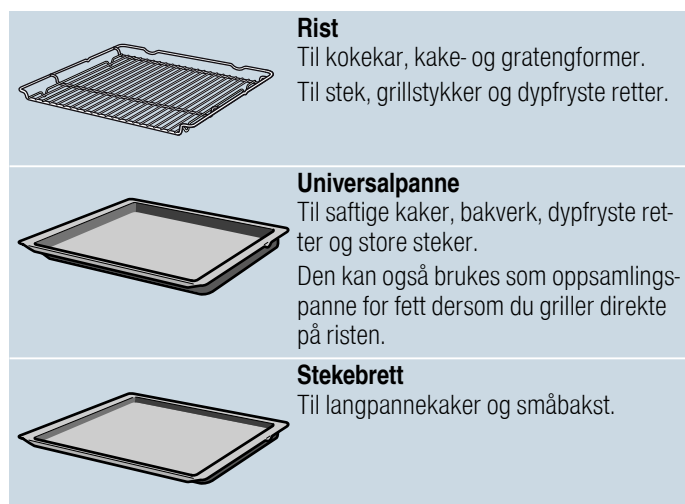 Rist
Til kokekar, kake- og gratengformer.
Til stek, grillstykker og dypfryste retter.
Universalpanne
Til saftige kaker, bakverk, dypfryste ret-
ter og store steker.
Den kan også brukes som oppsamlings-
panne for fett dersom du griller direkte
på risten.
Stekebrett
Til langpannekaker og småbakst.